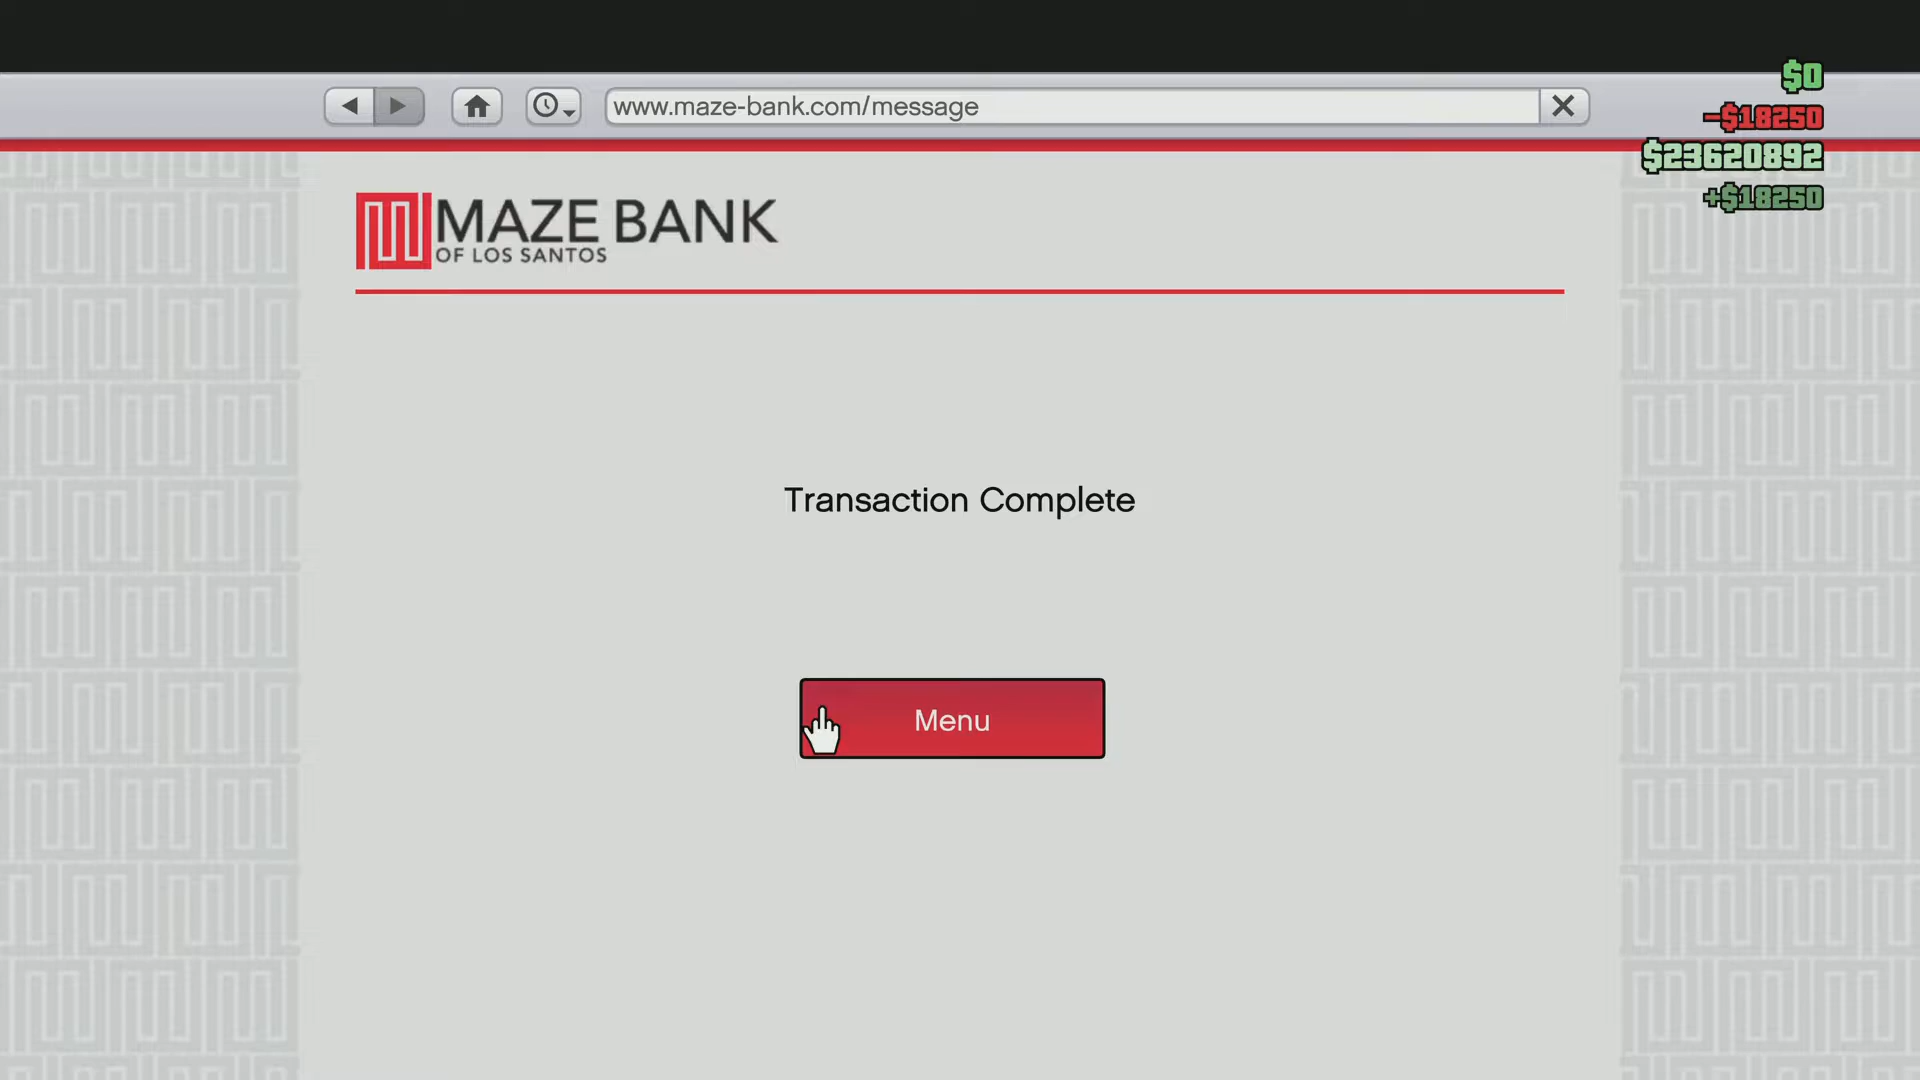 www.maze-bank.com/message
$0
-$18250
$23620892
+$18250
MAZE BANK
OF LOS SANTOS
Transaction Complete
Menu